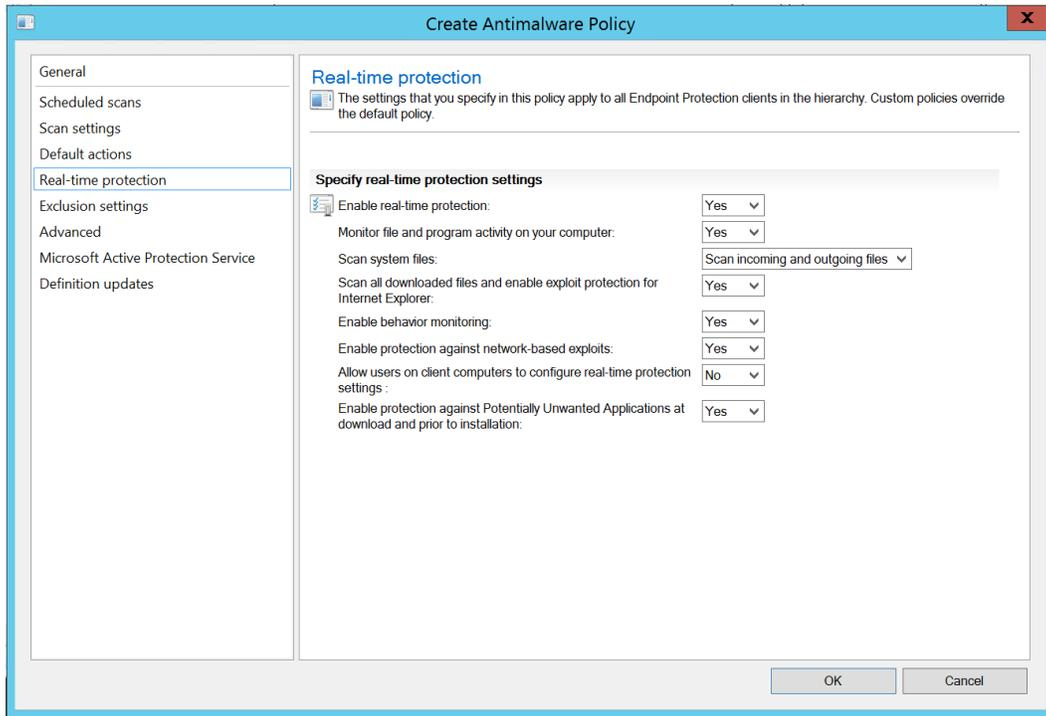 Create Antimalware Policy
X
General
Scheduled scans
Scan settings
Default actions
Real-time protection
Exclusion settings
Advanced
Microsoft Active Protection Service
Definition updates
Real-time protection
The settings that you specify in this policy apply to all Endpoint Protection clients in the hierarchy. Custom policies override
the default policy.
Specify real-time protection settings
Enable real-time protection: Yes
Monitor file and program activity on your computer: Yes
Scan system files: Scan incoming and outgoing files
Scan all downloaded files and enable exploit protection for Yes
Internet Explorer:
Enable behavior monitoring: Yes
Enable protection against network-based exploits: Yes
Allow users on client computers to configure real-time protection No
settings :
Enable protection against Potentially Unwanted Applications at Yes
download and prior to installation:
OK Cancel